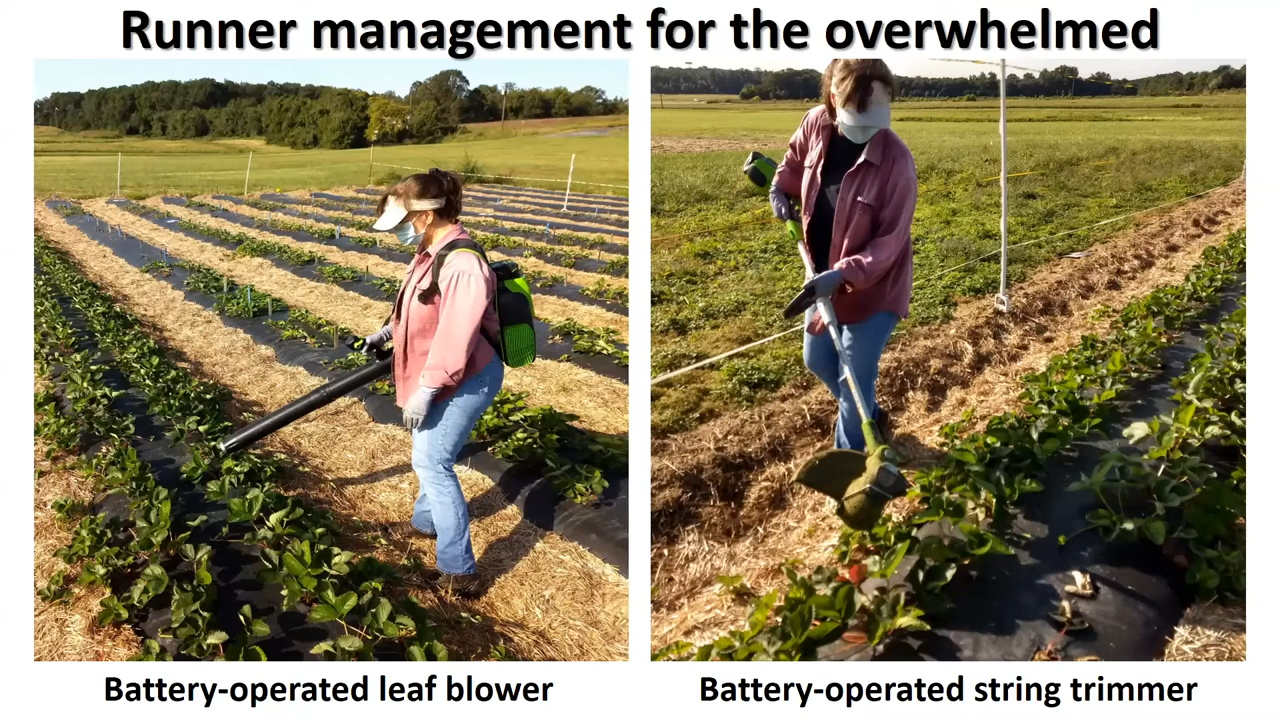 Runner management for the overwhelmed
Battery-operated leaf blower
Battery-operated string trimmer